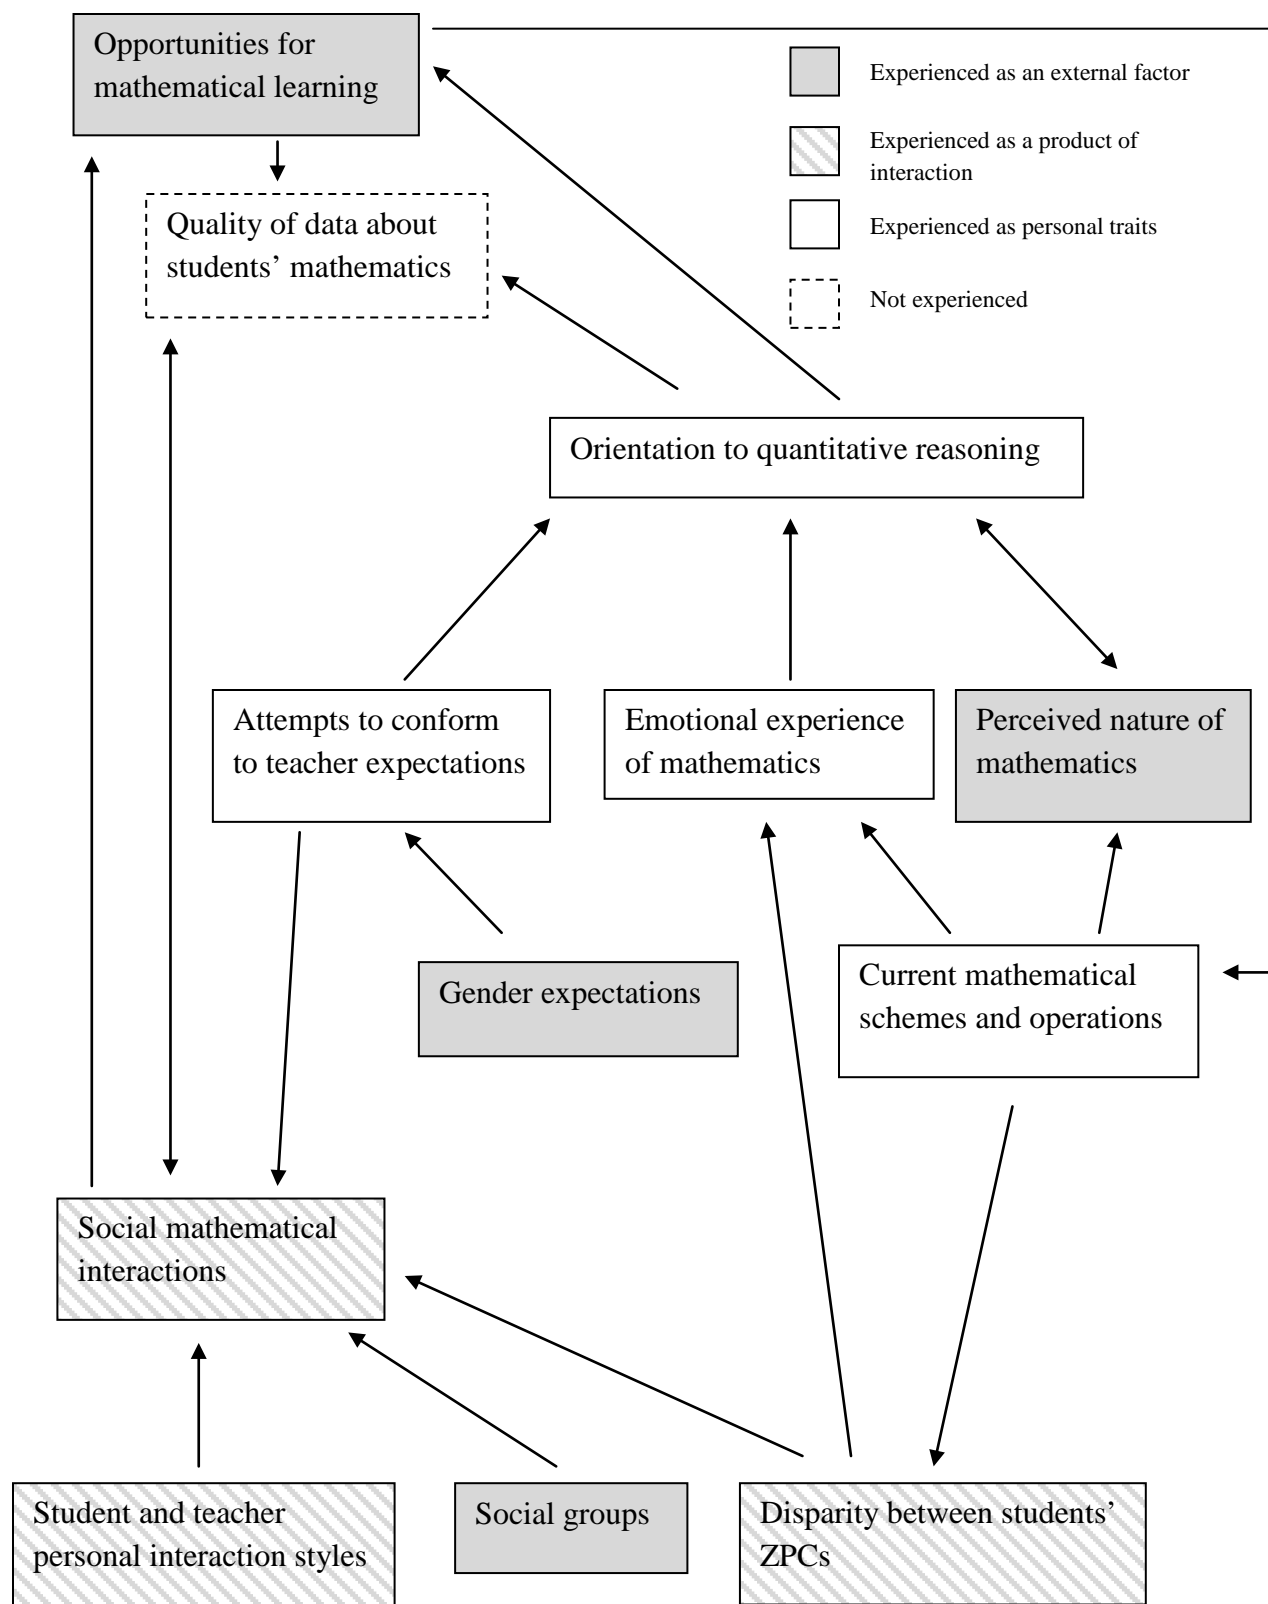 Opportunities for
mathematical learning
Experienced as an external factor
Experienced as a product of
interaction
Experienced as personal traits
Not experienced
Quality of data about
students’ mathematics
Orientation to quantitative reasoning
Attempts to conform
to teacher expectations
Emotional experience
of mathematics
Perceived nature of
mathematics
Gender expectations
Current mathematical
schemes and operations
Social mathematical
interactions
Student and teacher
personal interaction styles
Social groups
Disparity between students’
ZPCs